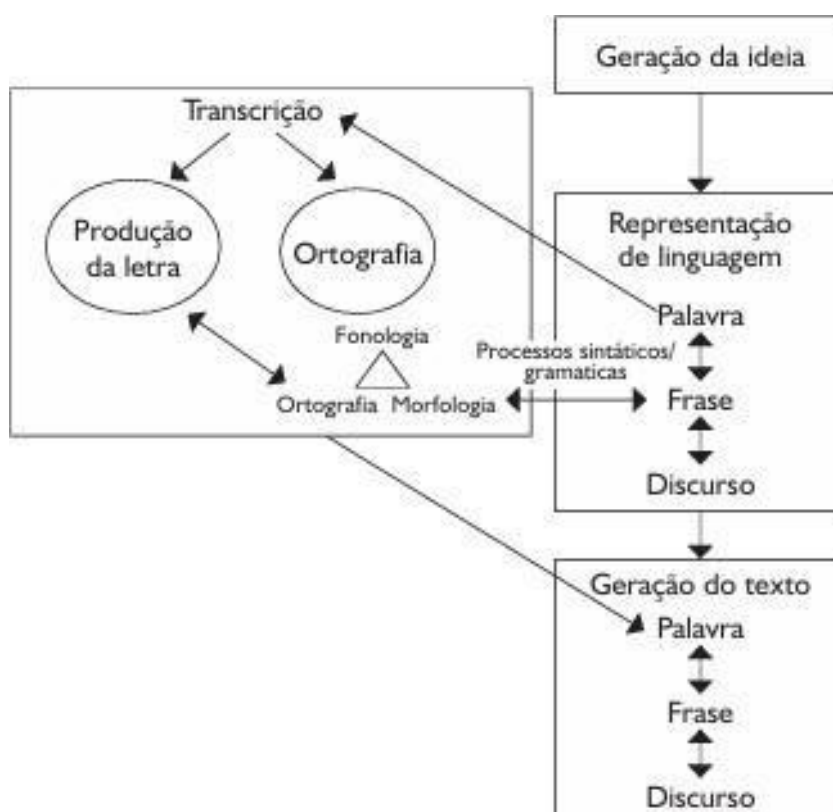 Geração da ideia
Transcrição
Produção
da letra
Ortografia
Fonologia
Ortografia Morfologia
Processos sintáticos/
gramaticas
Representação
de linguagem
Palavra
Frase
Discurso
Geração do texto
Palavra
Frase
Discurso